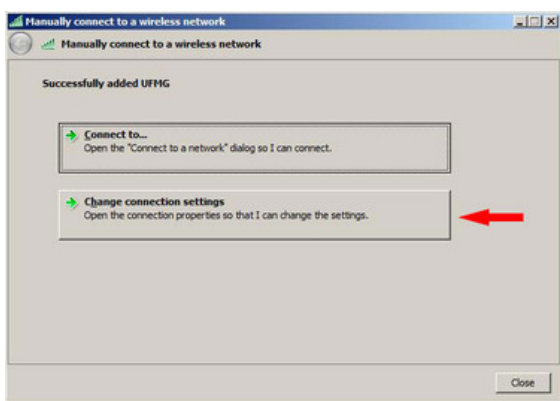 Manually connect to a wireless network
Manually connect to a wireless network
Successfully added UFMG
Connect to...
Open the "Connect to a network" dialog so I can connect.
Change connection settings
Open the connection properties so that I can change the settings.
Close